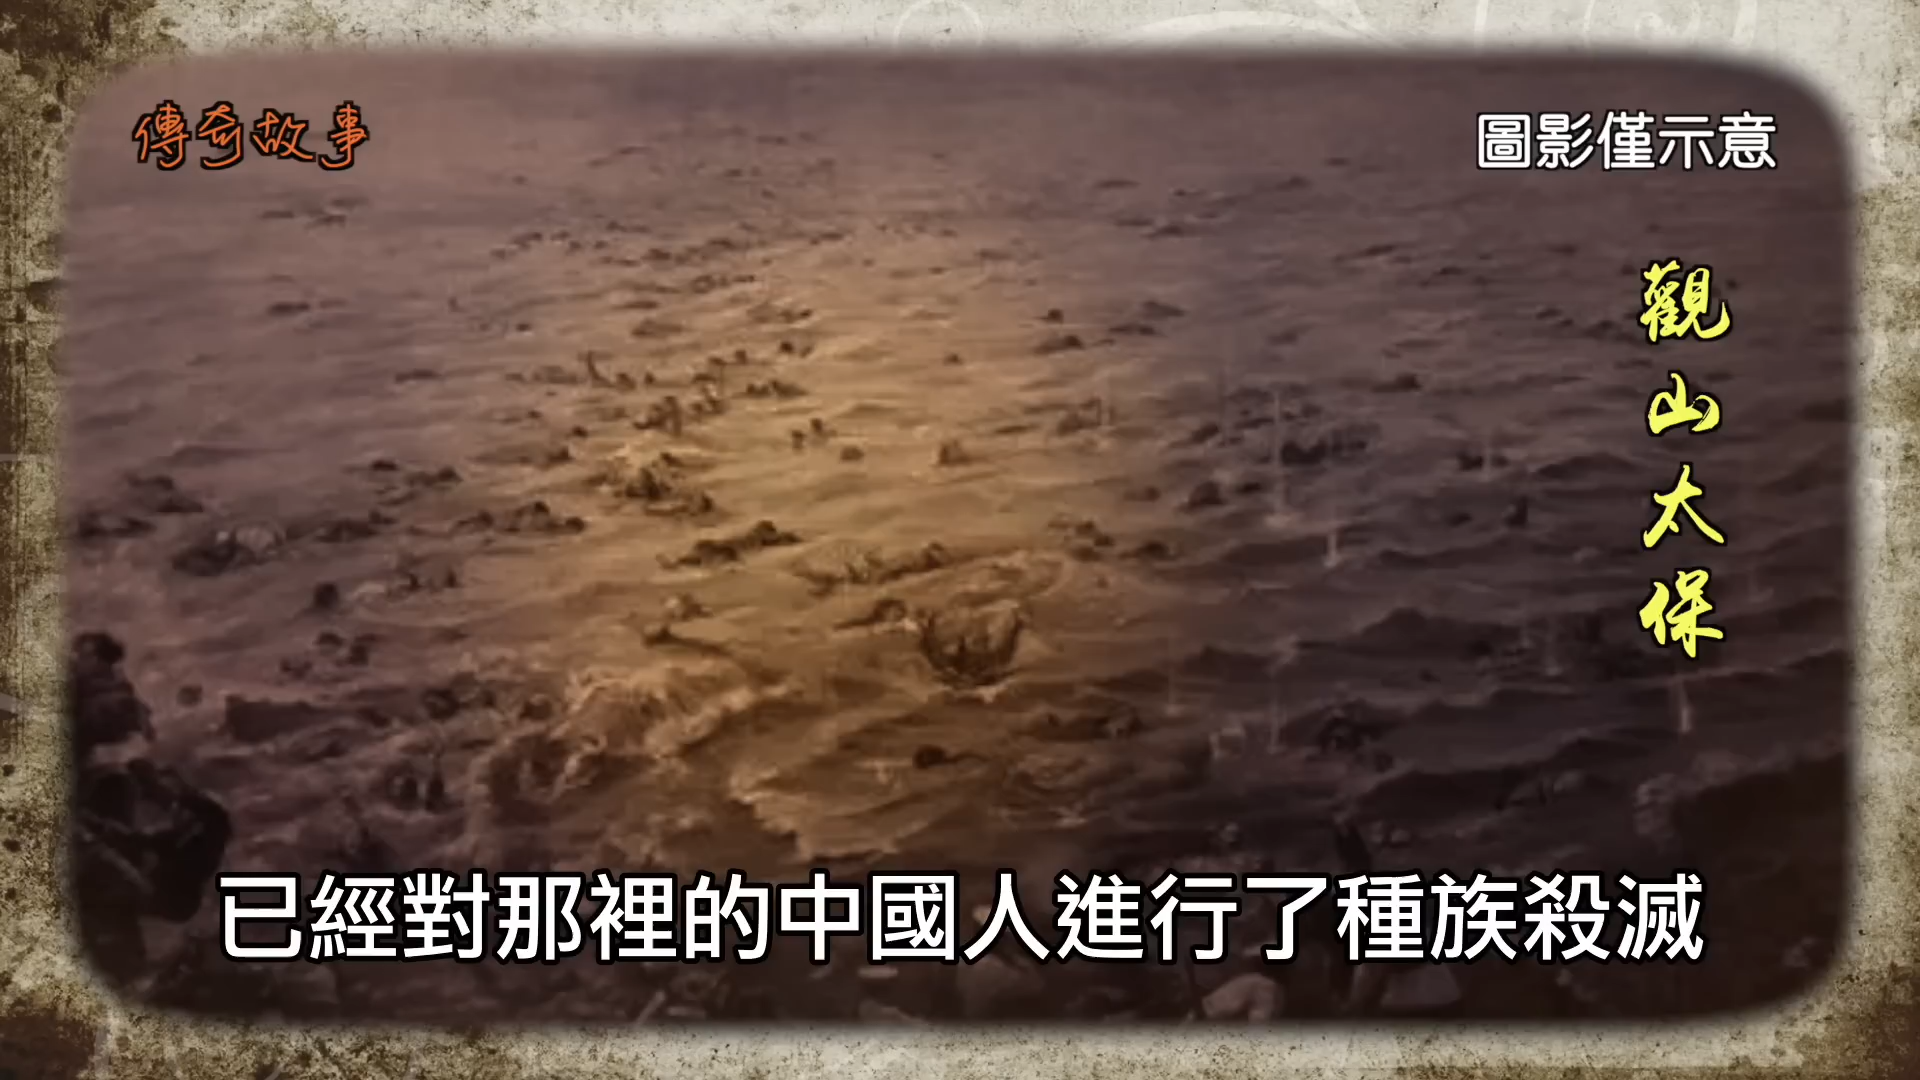 傳奇故事
圖影僅示意
觀山太保
已經對那裡的中國人進行了種族殺滅